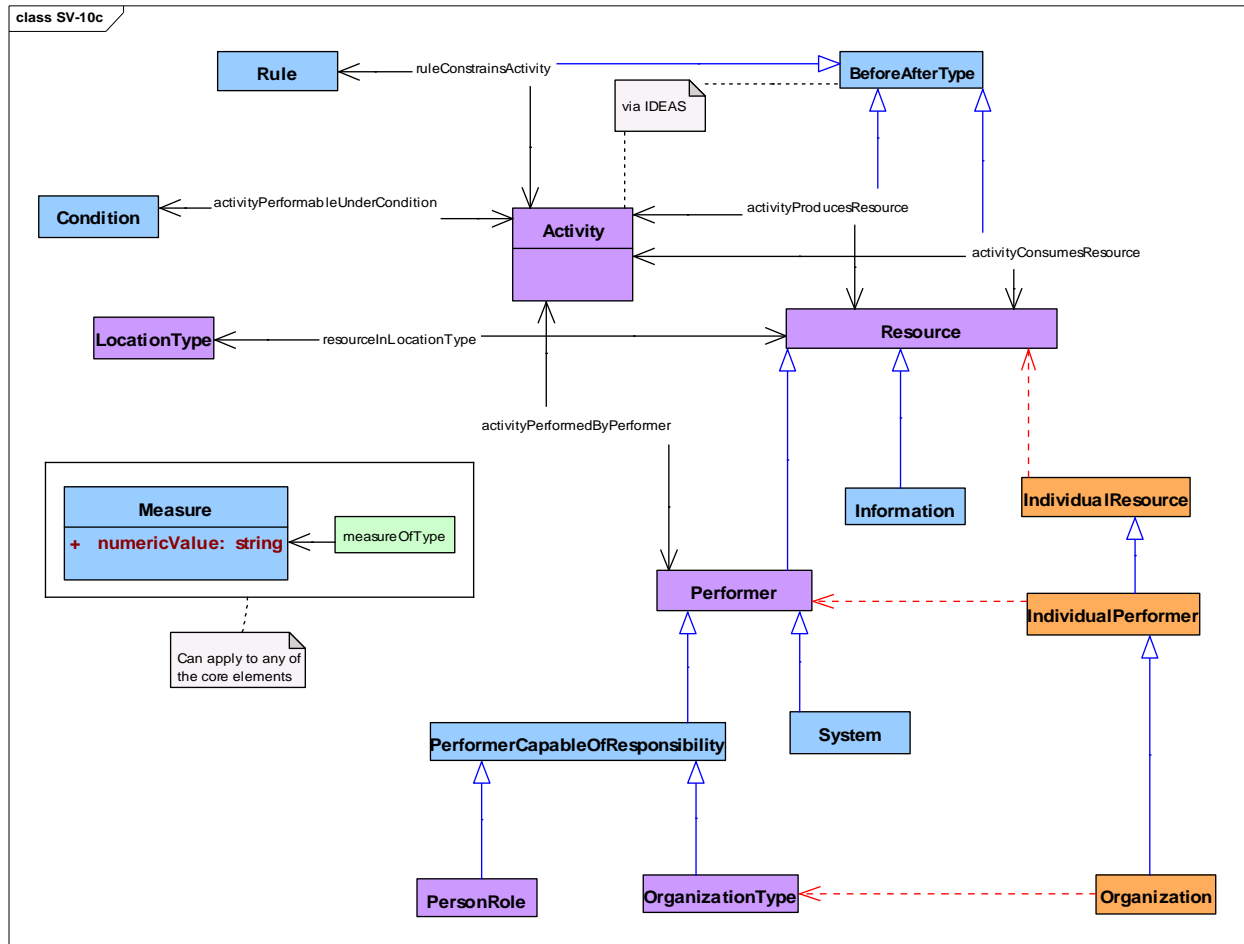 class SV-10c
Rule
ruleConstrainsActivity
BeforeAfterType
via IDEAS
Condition
activityPerformableUnderCondition
Activity
activityProducesResource
activityConsumesResource
LocationType
resourceInLocationType
Resource
activityPerformedByPerformer
Measure
+ numericValue: string
measureOfType
Can apply to any of
the core elements
Information
IndividualResource
Performer
IndividualPerformer
PerformerCapableOfResponsibility
System
PersonRole
OrganizationType
Organization